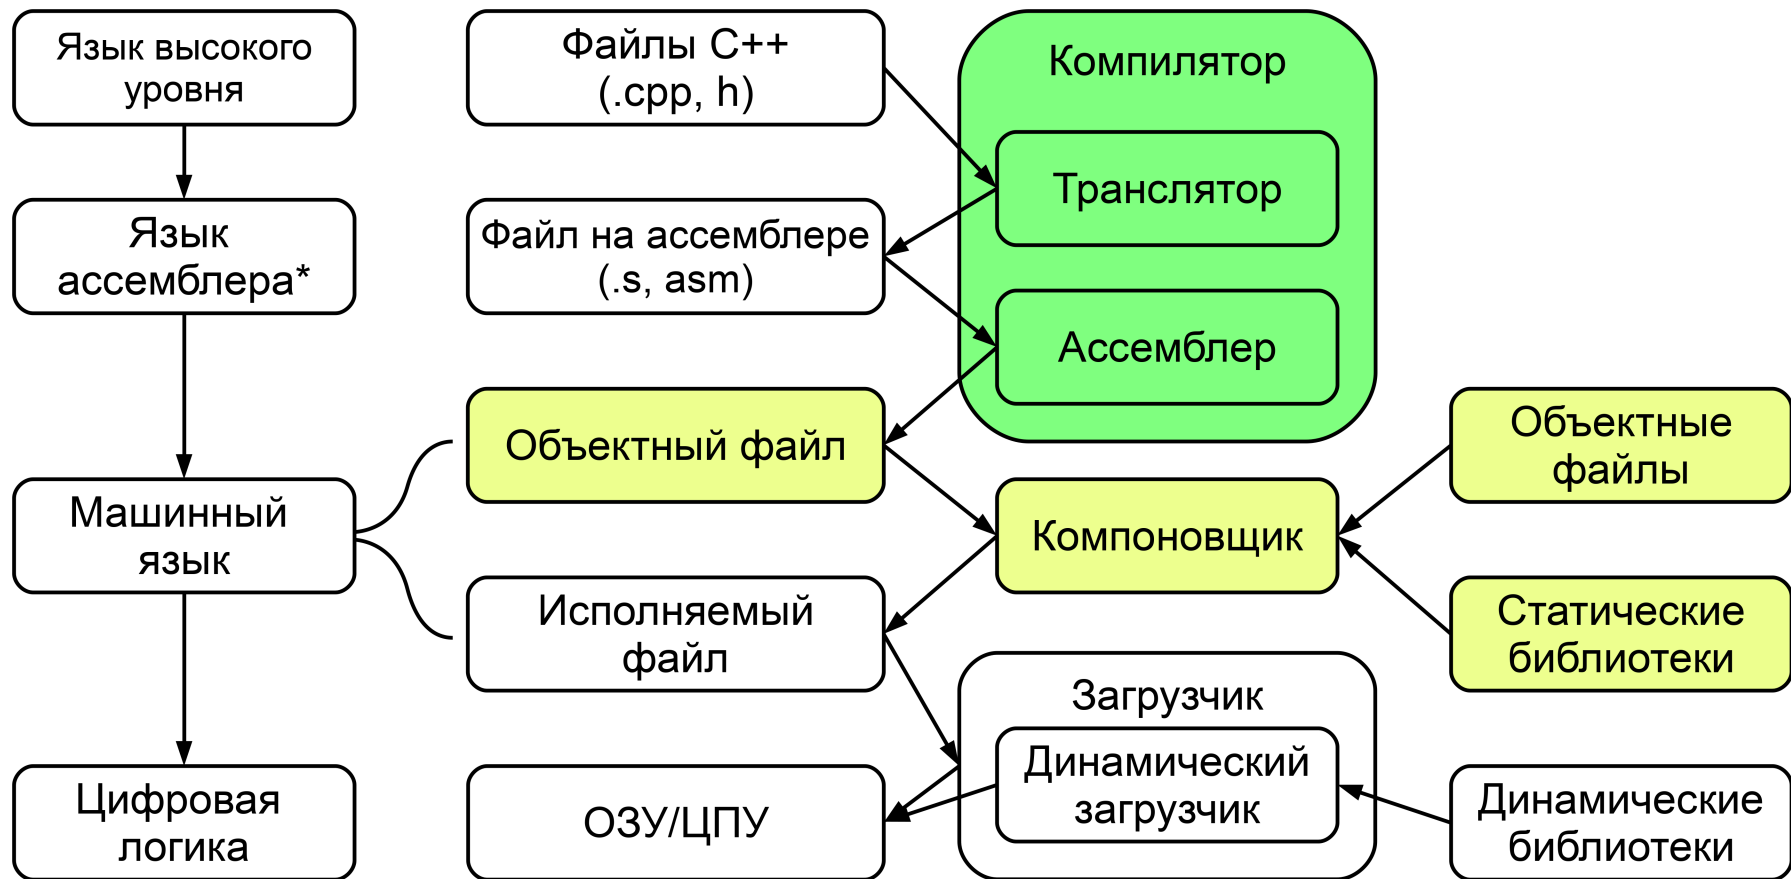 Язык высокого
уровня
Файлы C++
(.cpp, h)
Компилятор
Транслятор
Язык
ассемблера*
Файл на ассемблере
(.s, asm)
Ассемблер
Объектный файл
Объектные
файлы
Машинный
язык
Компоновщик
Исполняемый
файл
Статические
библиотеки
Загрузчик
Динамический
загрузчик
Цифровая
логика
ОЗУ/ЦПУ
Динамические
библиотеки